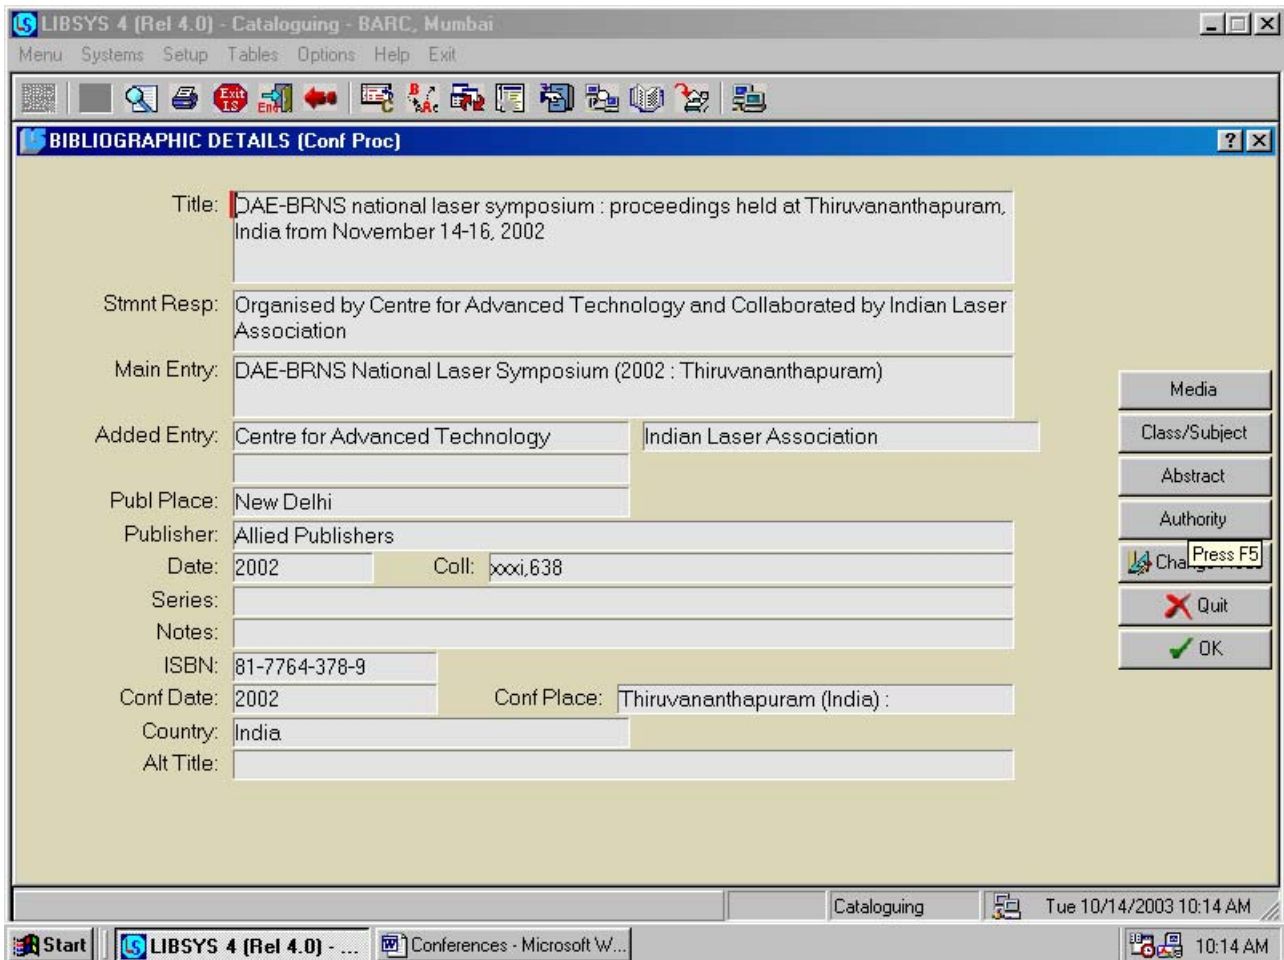 LIBSYS 4 (Rel 4.0) - Cataloguing - BARC, Mumbai
Menu Systems Setup Tables Options Help Exit
Exit LS End C B A C
BIBLIOGRAPHIC DETAILS (Conf Proc)
Title: DAE-BRNS national laser symposium : proceedings held at Thiruvananthapuram,
India from November 14-16, 2002
Stmnt Resp: Organised by Centre for Advanced Technology and Collaborated by Indian Laser
Association
Main Entry: DAE-BRNS National Laser Symposium (2002 : Thiruvananthapuram)
Media
Added Entry: Centre for Advanced Technology Indian Laser Association
Class/Subject
Abstract
Publ Place: New Delhi
Authority
Publisher: Allied Publishers
Press F5
Date: 2002 Coll: xxxi,638
Series:
Quit
Notes:
OK
ISBN: 81-7764-378-9
Conf Date: 2002 Conf Place: Thiruvananthapuram (India) :
Country: India
Alt Title:
Cataloguing Tue 10/14/2003 10:14 AM
Start LIBSYS 4 (Rel 4.0) - ... Conferences - Microsoft W... 10:14 AM